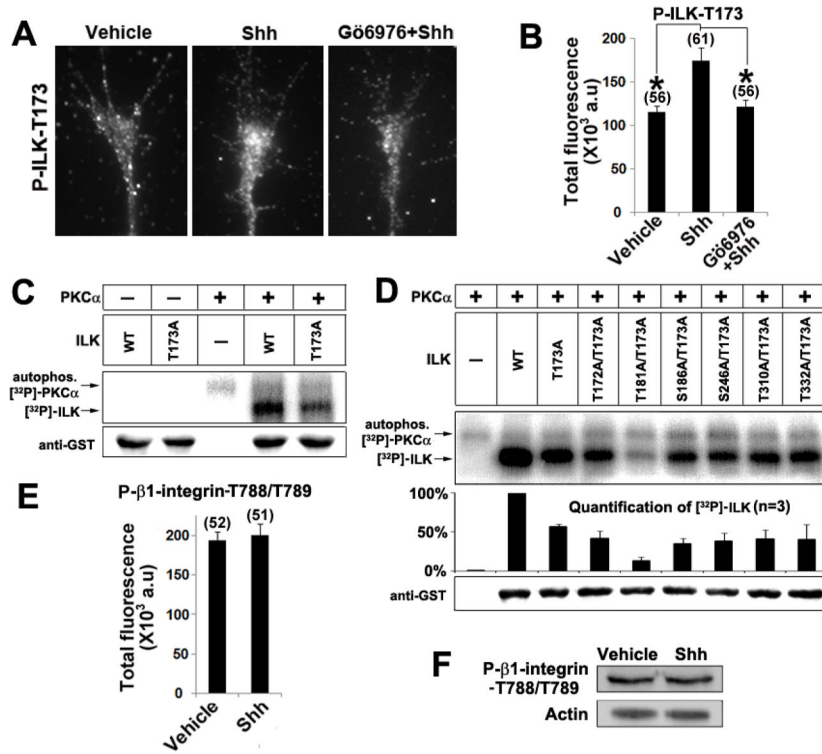 A
Vehicle
Shh
Gö6976+Shh
P-ILK-T173
B
P-ILK-T173
Total fluorescence
(X10³ a.u)
200
150
100
50
0
*
(56)
(61)
*
(56)
Vehicle
Shh
Gö6976
+Shh
C
PKCα
– – + + +
ILK
WT
T173A
–
WT
T173A
autophos.
[³²P]-PKCα
[³²P]-ILK
anti-GST
D
PKCα
+ + + + + + + + +
ILK
–
WT
T173A
T172A/T173A
T181A/T173A
S186A/T173A
S246A/T173A
T310A/T173A
T332A/T173A
autophos.
[³²P]-PKCα
[³²P]-ILK
100%
50%
0%
Quantification of [³²P]-ILK (n=3)
anti-GST
E
P-β1-integrin-T788/T789
Total fluorescence
(X10³ a.u)
200
150
100
50
0
(52)
(51)
Vehicle
Shh
F
Vehicle Shh
P-β1-integrin
-T788/T789
Actin